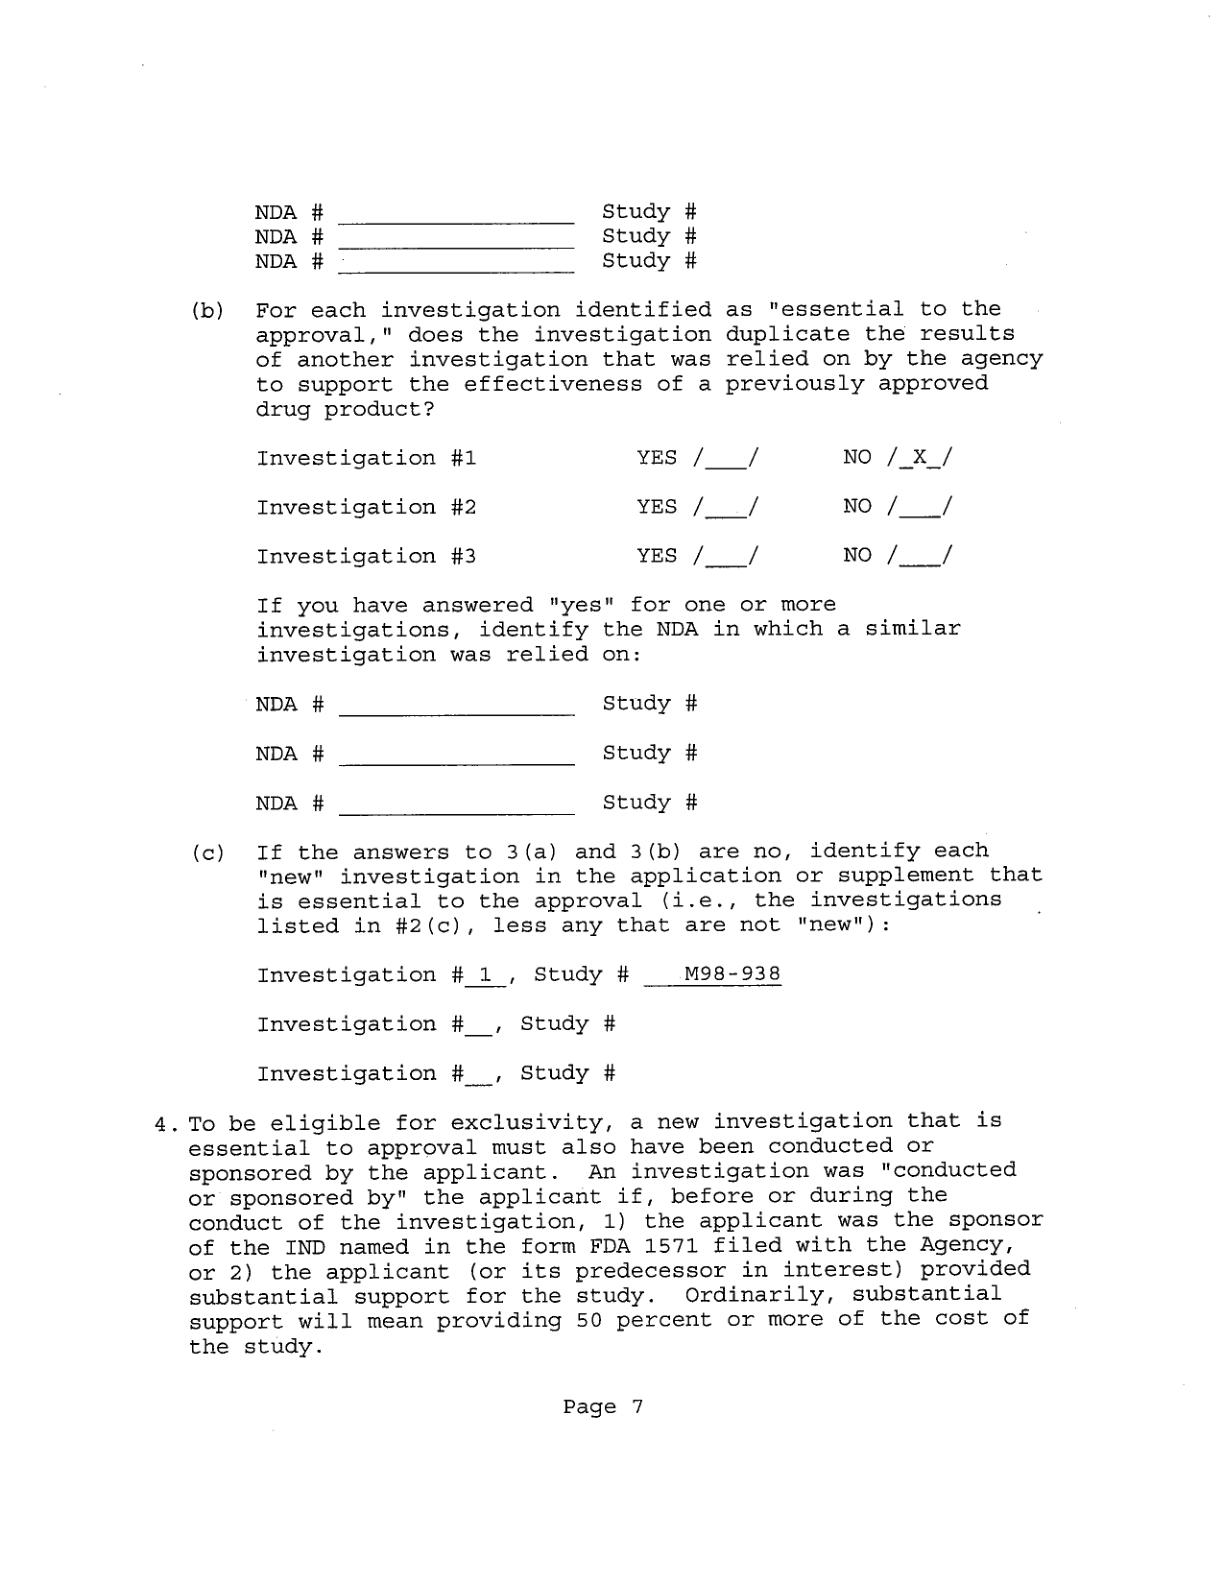 NDA # _________________ Study #
NDA # _________________ Study #
NDA # _________________ Study #
(b) For each investigation identified as "essential to the
approval," does the investigation duplicate the results
of another investigation that was relied on by the agency
to support the effectiveness of a previously approved
drug product?
Investigation #1 YES /___/ NO /_X_/
Investigation #2 YES /___/ NO /___/
Investigation #3 YES /___/ NO /___/
If you have answered "yes" for one or more
investigations, identify the NDA in which a similar
investigation was relied on:
NDA # _________________ Study #
NDA # _________________ Study #
NDA # _________________ Study #
(c) If the answers to 3(a) and 3(b) are no, identify each
"new" investigation in the application or supplement that
is essential to the approval (i.e., the investigations
listed in #2(c), less any that are not "new"):
Investigation #_1_, Study # ___M98-938
Investigation #__, Study #
Investigation #__, Study #
4. To be eligible for exclusivity, a new investigation that is
essential to approval must also have been conducted or
sponsored by the applicant. An investigation was "conducted
or sponsored by" the applicant if, before or during the
conduct of the investigation, 1) the applicant was the sponsor
of the IND named in the form FDA 1571 filed with the Agency,
or 2) the applicant (or its predecessor in interest) provided
substantial support for the study. Ordinarily, substantial
support will mean providing 50 percent or more of the cost of
the study.
Page 7